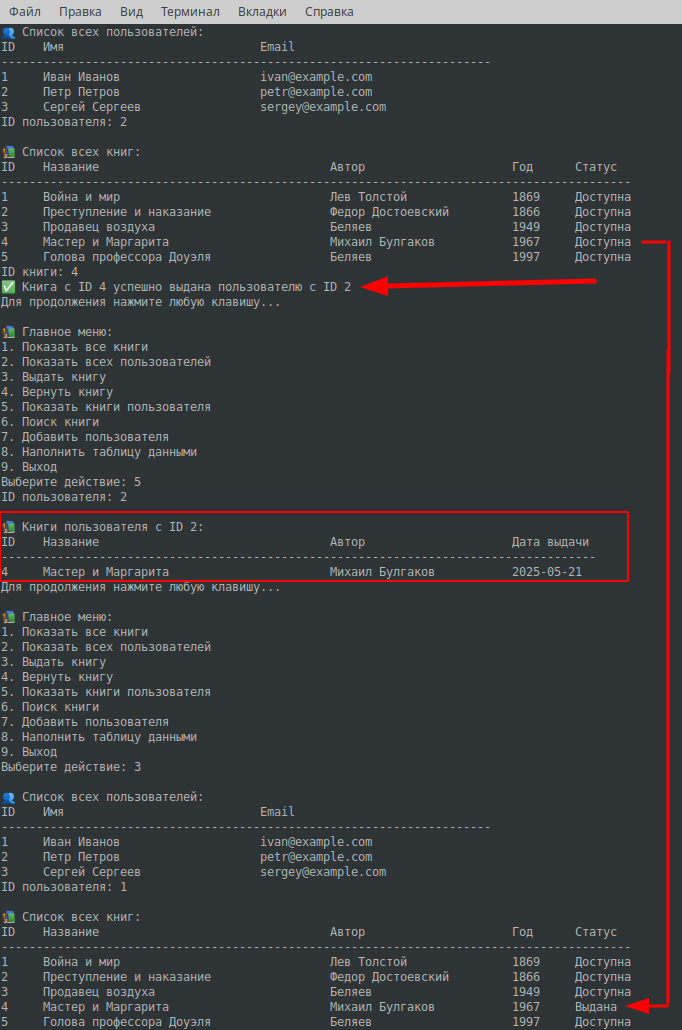 Файл Правка Вид Терминал Вкладки Справка
Список всех пользователей:
ID Имя Email
----------------------------------------------------------------------
1 Иван Иванов ivan@example.com
2 Петр Петров petr@example.com
3 Сергей Сергеев sergey@example.com
ID пользователя: 2
Список всех книг:
ID Название Автор Год Статус
------------------------------------------------------------------------------------------
1 Война и мир Лев Толстой 1869 Доступна
2 Преступление и наказание Федор Достоевский 1866 Доступна
3 Продавец воздуха Беляев 1949 Доступна
4 Мастер и Маргарита Михаил Булгаков 1967 Доступна
5 Голова профессора Доуэля Беляев 1997 Доступна
ID книги: 4
✅ Книга с ID 4 успешно выдана пользователю с ID 2
Для продолжения нажмите любую клавишу...
Главное меню:
1. Показать все книги
2. Показать всех пользователей
3. Выдать книгу
4. Вернуть книгу
5. Показать книги пользователя
6. Поиск книги
7. Добавить пользователя
8. Наполнить таблицу данными
9. Выход
Выберите действие: 5
ID пользователя: 2
Книги пользователя с ID 2:
ID Название Автор Дата выдачи
-------------------------------------------------------------------------------------
4 Мастер и Маргарита Михаил Булгаков 2025-05-21
Для продолжения нажмите любую клавишу...
Главное меню:
1. Показать все книги
2. Показать всех пользователей
3. Выдать книгу
4. Вернуть книгу
5. Показать книги пользователя
6. Поиск книги
7. Добавить пользователя
8. Наполнить таблицу данными
9. Выход
Выберите действие: 3
Список всех пользователей:
ID Имя Email
----------------------------------------------------------------------
1 Иван Иванов ivan@example.com
2 Петр Петров petr@example.com
3 Сергей Сергеев sergey@example.com
ID пользователя: 1
Список всех книг:
ID Название Автор Год Статус
------------------------------------------------------------------------------------------
1 Война и мир Лев Толстой 1869 Доступна
2 Преступление и наказание Федор Достоевский 1866 Доступна
3 Продавец воздуха Беляев 1949 Доступна
4 Мастер и Маргарита Михаил Булгаков 1967 Выдана
5 Голова профессора Доуэля Беляев 1997 Доступна